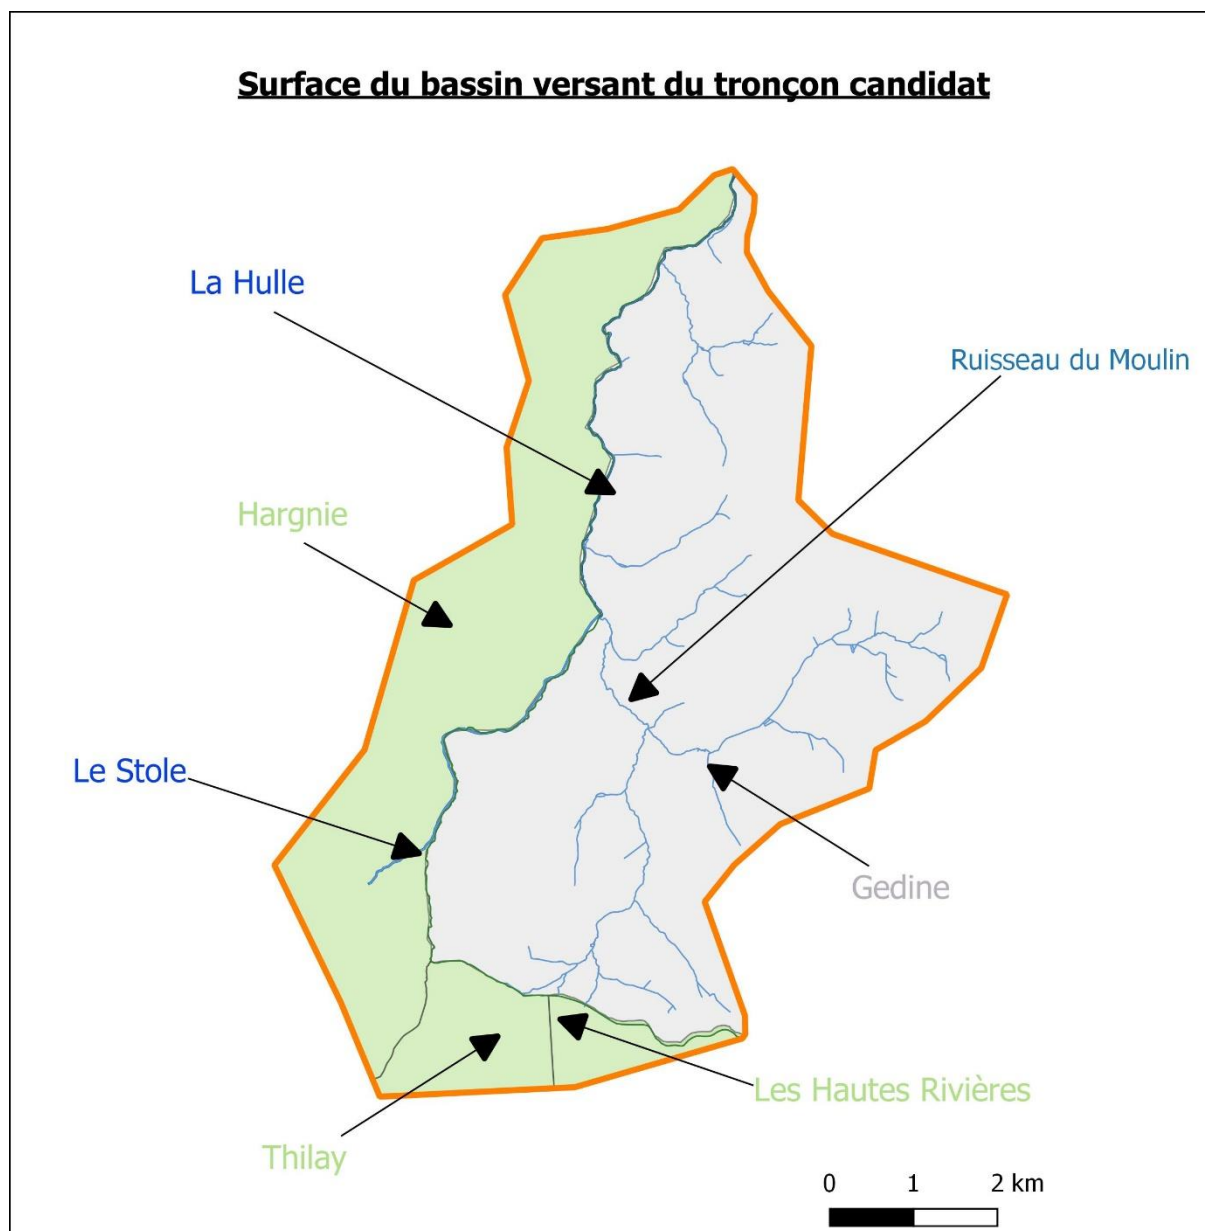 Surface du bassin versant du tronçon candidat
La Hulle
Ruisseau du Moulin
Hargnie
Le Stole
Gedine
Les Hautes Rivières
Thilay
0 1 2 km